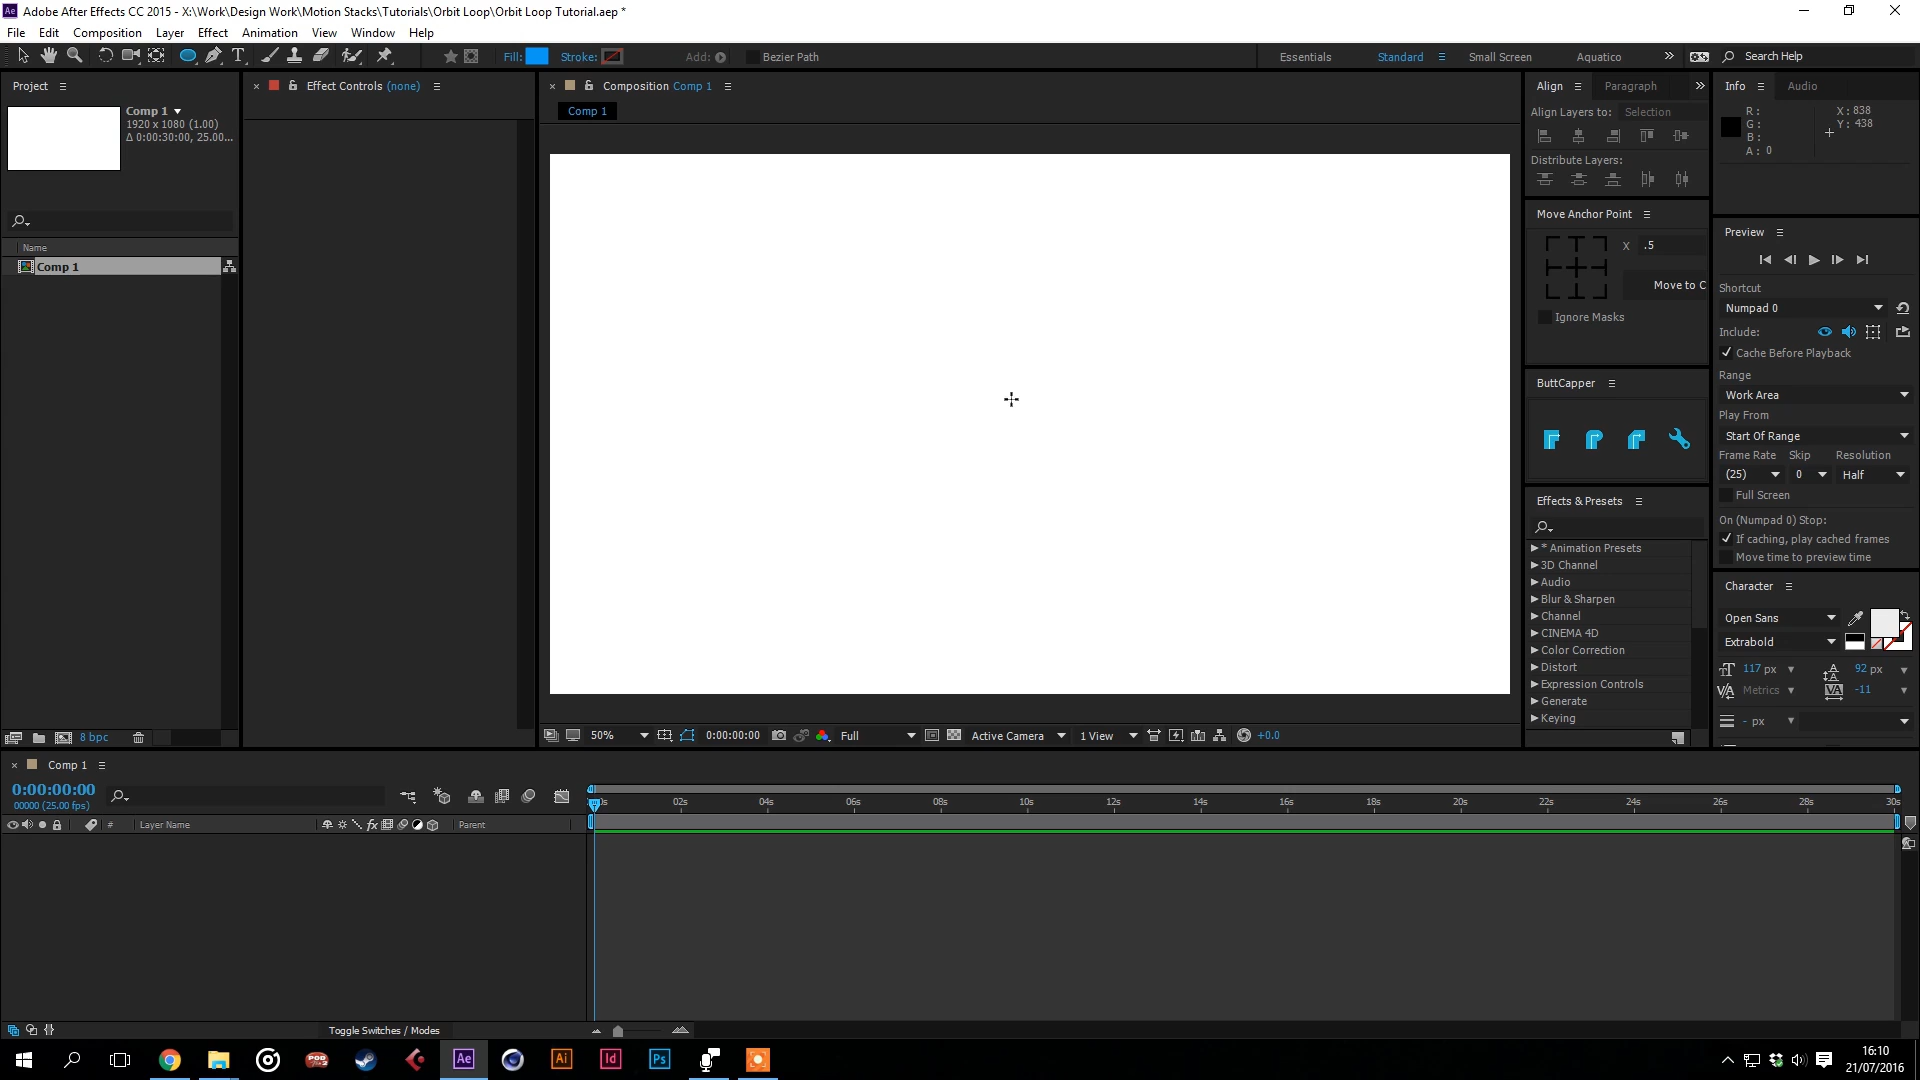 Adobe After Effects CC 2015 - X:\Work\Design Work\Motion Stacks\Tutorials\Orbit Loop\Orbit Loop Tutorial.aep *
File Edit Composition Layer Effect Animation View Window Help
Fill: Stroke: Add: Bezier Path Essentials Standard Small Screen Aquatico Search Help
Project
Comp 1
1920 x 1080 (1.00)
Δ 0:00:30:00, 25.00...
Name
Comp 1
8 bpc
Effect Controls (none)
Composition Comp 1
Comp 1
50% 0:00:00:00 Full Active Camera 1 View +0.0
Align Paragraph
Align Layers to: Selection
Distribute Layers:
Move Anchor Point
X .5
Move to C
Ignore Masks
ButtCapper
Effects & Presets
* Animation Presets
3D Channel
Audio
Blur & Sharpen
Channel
CINEMA 4D
Color Correction
Distort
Expression Controls
Generate
Keying
Info Audio
R: X: 838
G: Y: 438
B:
A: 0
Preview
Shortcut
Numpad 0
Include:
Cache Before Playback
Range
Work Area
Play From
Start Of Range
Frame Rate Skip Resolution
(25) 0 Half
Full Screen
On (Numpad 0) Stop:
If caching, play cached frames
Move time to preview time
Character
Open Sans
Extrabold
117 px 92 px
Metrics -11
- px
Comp 1
0:00:00:00
00000 (25.00 fps)
# Layer Name Parent
02s 04s 06s 08s 10s 12s 14s 16s 18s 20s 22s 24s 26s 28s 30s
Toggle Switches / Modes
Ae Ai Id Ps
16:10
21/07/2016